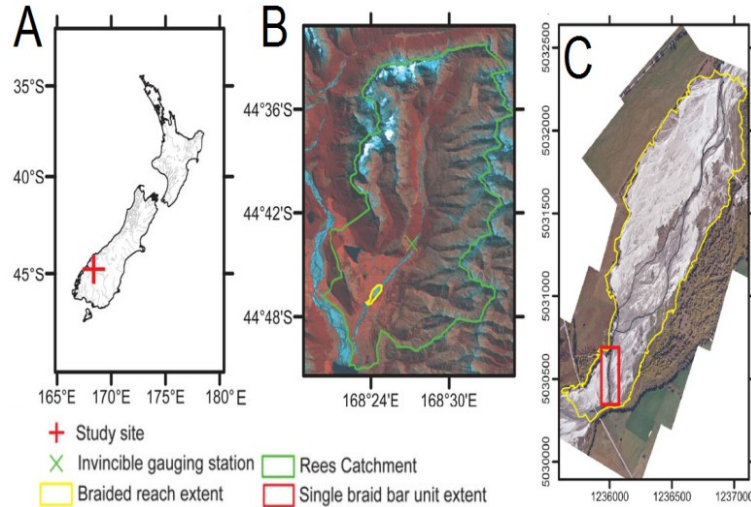 A
35°S
40°S
45°S
165°E 170°E 175°E 180°E
B
44°36'S
44°42'S
44°48'S
168°24'E 168°30'E
C
5032500
5032000
5031500
5031000
5030500
5030000
1236000 1236500 1237000
Study site
Invincible gauging station
Braided reach extent
Rees Catchment
Single braid bar unit extent